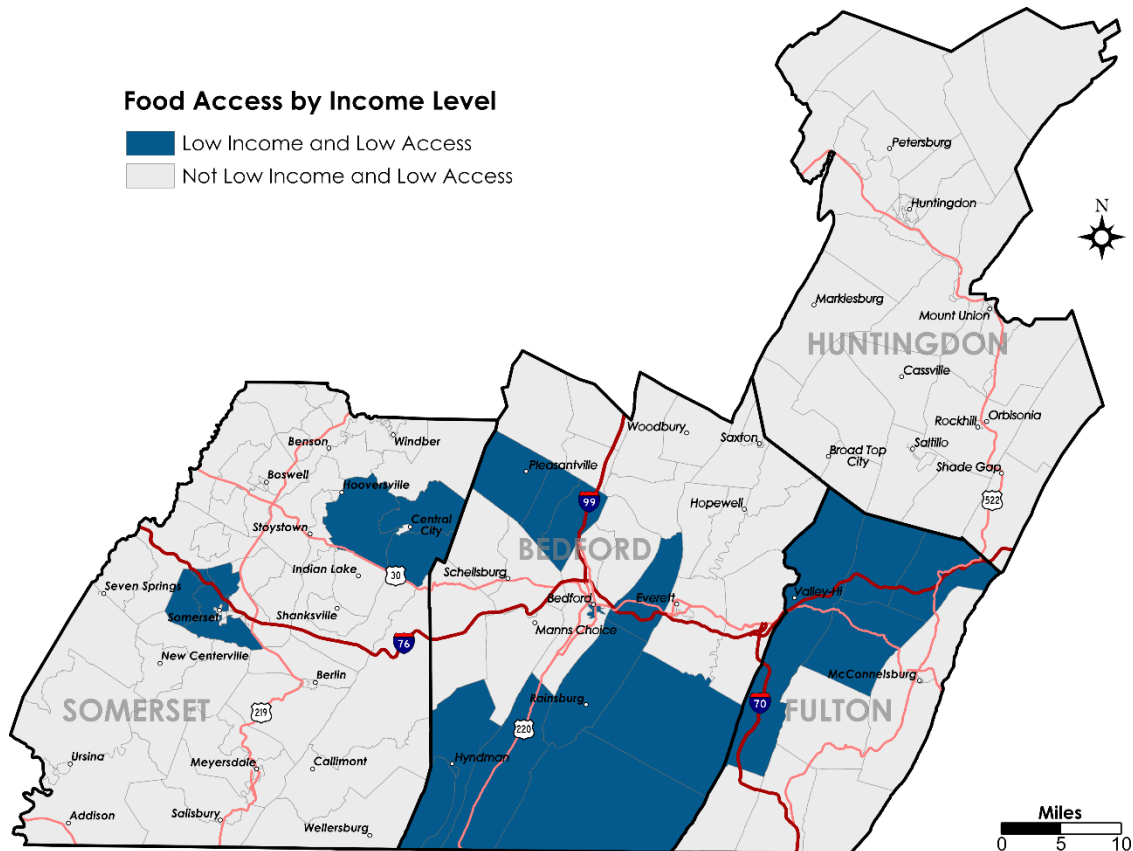 Food Access by Income Level
Low Income and Low Access
Not Low Income and Low Access
Petersburg
Huntingdon
N
Marklesburg
Mount Union
HUNTINGDON
Cassville
Rockhill
Orbisonia
Saltillo
Broad Top
City
Shade Gap
522
Woodbury
Saxton
Benson
Windber
Pleasantville
Boswell
Hooversville
99
Hopewell
Central
City
Stoystown
BEDFORD
Indian Lake
30
Schellsburg
Seven Springs
Valley-Hi
Bedford
Everett
Somerset
Shanksville
Manns Choice
76
New Centerville
McConnelsburg
Berlin
Rainsburg
70
SOMERSET
219
FULTON
220
Ursina
Meyersdale
Callimont
Hyndman
Addison
Salisbury
Wellersburg
Miles
0 5 10